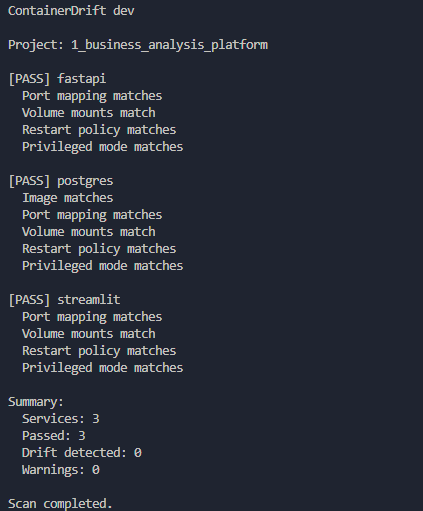 ContainerDrift dev
Project: 1_business_analysis_platform
[PASS] fastapi
Port mapping matches
Volume mounts match
Restart policy matches
Privileged mode matches
[PASS] postgres
Image matches
Port mapping matches
Volume mounts match
Restart policy matches
Privileged mode matches
[PASS] streamlit
Port mapping matches
Volume mounts match
Restart policy matches
Privileged mode matches
Summary:
Services: 3
Passed: 3
Drift detected: 0
Warnings: 0
Scan completed.